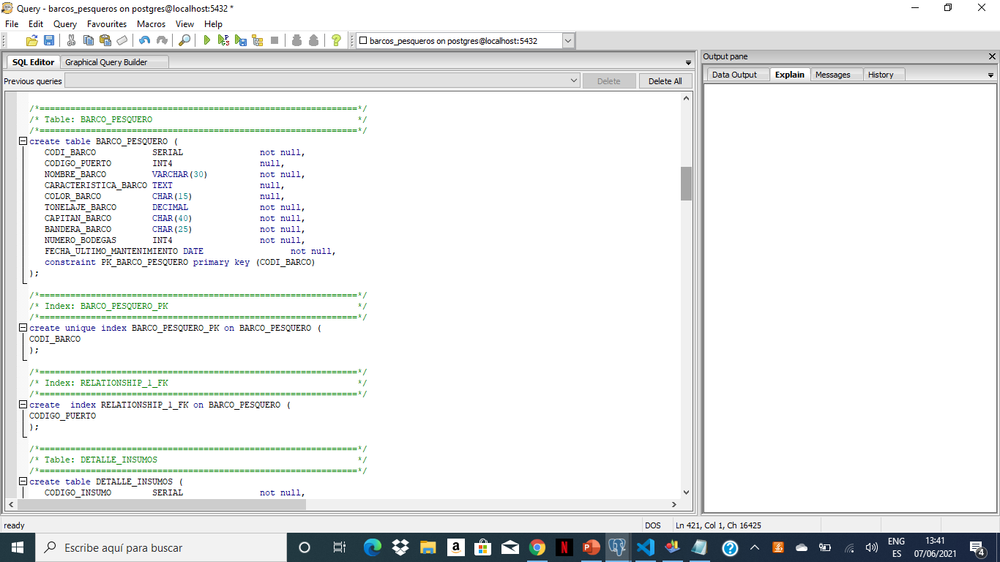 Query - barcos_pesqueros on postgres@localhost:5432 *
File Edit Query Favourites Macros View Help
barcos_pesqueros on postgres@localhost:5432
SQL Editor Graphical Query Builder
Previous queries Delete Delete All
/*==============================================================*/
/* Table: BARCO_PESQUERO */
/*==============================================================*/
create table BARCO_PESQUERO (
CODI_BARCO SERIAL not null,
CODIGO_PUERTO INT4 null,
NOMBRE_BARCO VARCHAR(30) not null,
CARACTERISTICA_BARCO TEXT null,
COLOR_BARCO CHAR(15) null,
TONELAJE_BARCO DECIMAL not null,
CAPITAN_BARCO CHAR(40) not null,
BANDERA_BARCO CHAR(25) not null,
NUMERO_BODEGAS INT4 not null,
FECHA_ULTIMO_MANTENIMIENTO DATE not null,
constraint PK_BARCO_PESQUERO primary key (CODI_BARCO)
);
/*==============================================================*/
/* Index: BARCO_PESQUERO_PK */
/*==============================================================*/
create unique index BARCO_PESQUERO_PK on BARCO_PESQUERO (
CODI_BARCO
);
/*==============================================================*/
/* Index: RELATIONSHIP_1_FK */
/*==============================================================*/
create  index RELATIONSHIP_1_FK on BARCO_PESQUERO (
CODIGO_PUERTO
);
/*==============================================================*/
/* Table: DETALLE_INSUMOS */
/*==============================================================*/
create table DETALLE_INSUMOS (
CODIGO_INSUMO SERIAL not null,
Output pane
Data Output Explain Messages History
ready DOS Ln 421, Col 1, Ch 16425
Escribe aquí para buscar
ENG
ES
13:41
07/06/2021
4